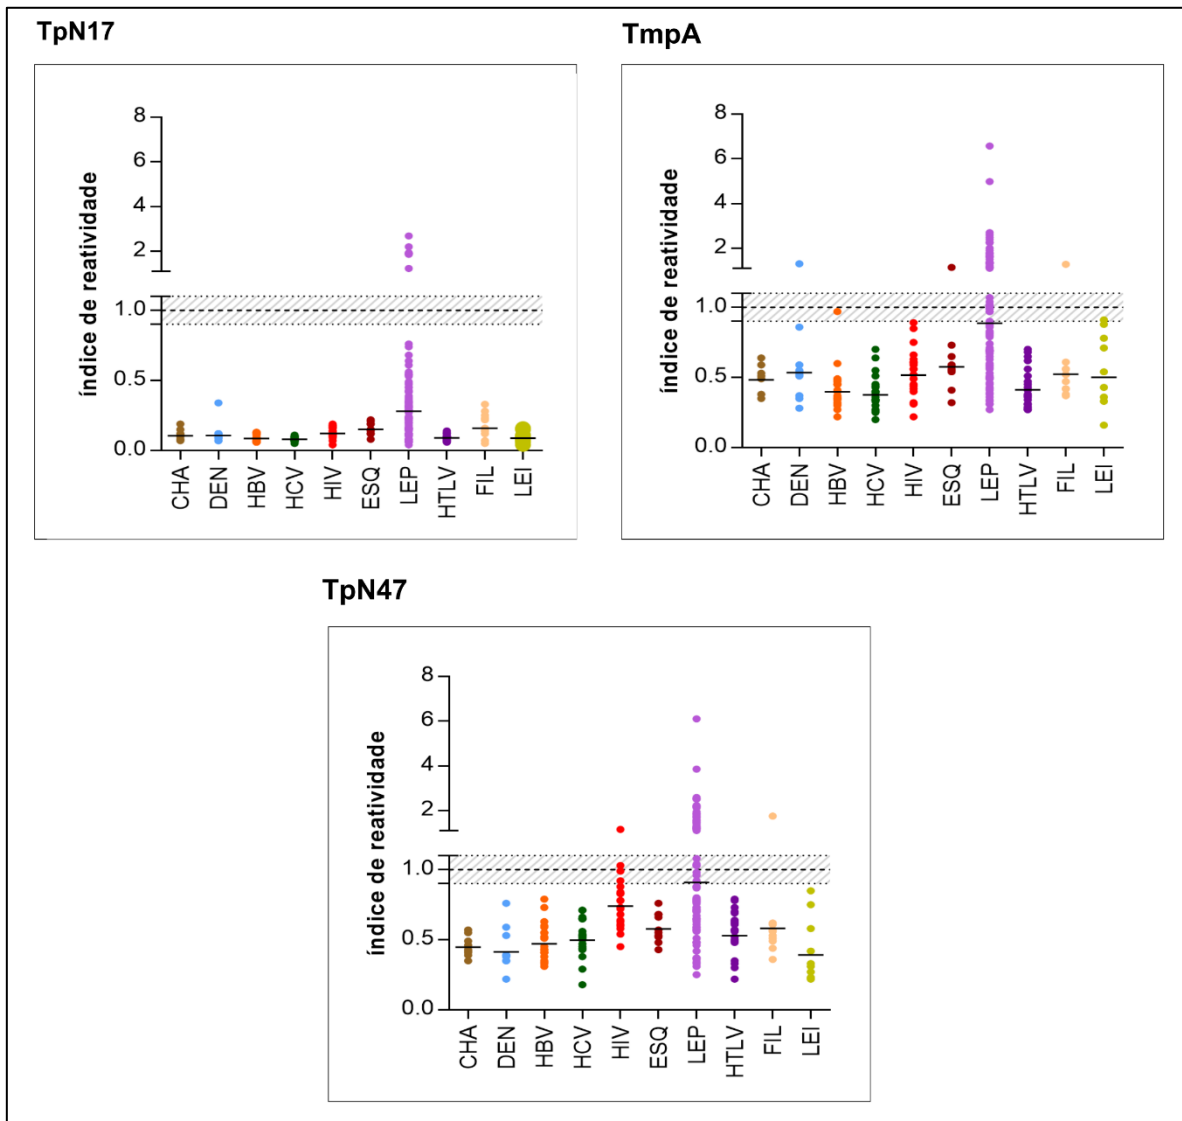 TpN17
índice de reatividade
8
6
4
2
1.0
0.5
0.0
CHA DEN HBV HCV HIV ESQ LEP HTLV FIL LEI
TmpA
índice de reatividade
8
6
4
2
1.0
0.5
0.0
CHA DEN HBV HCV HIV ESQ LEP HTLV FIL LEI
TpN47
índice de reatividade
8
6
4
2
1.0
0.5
0.0
CHA DEN HBV HCV HIV ESQ LEP HTLV FIL LEI